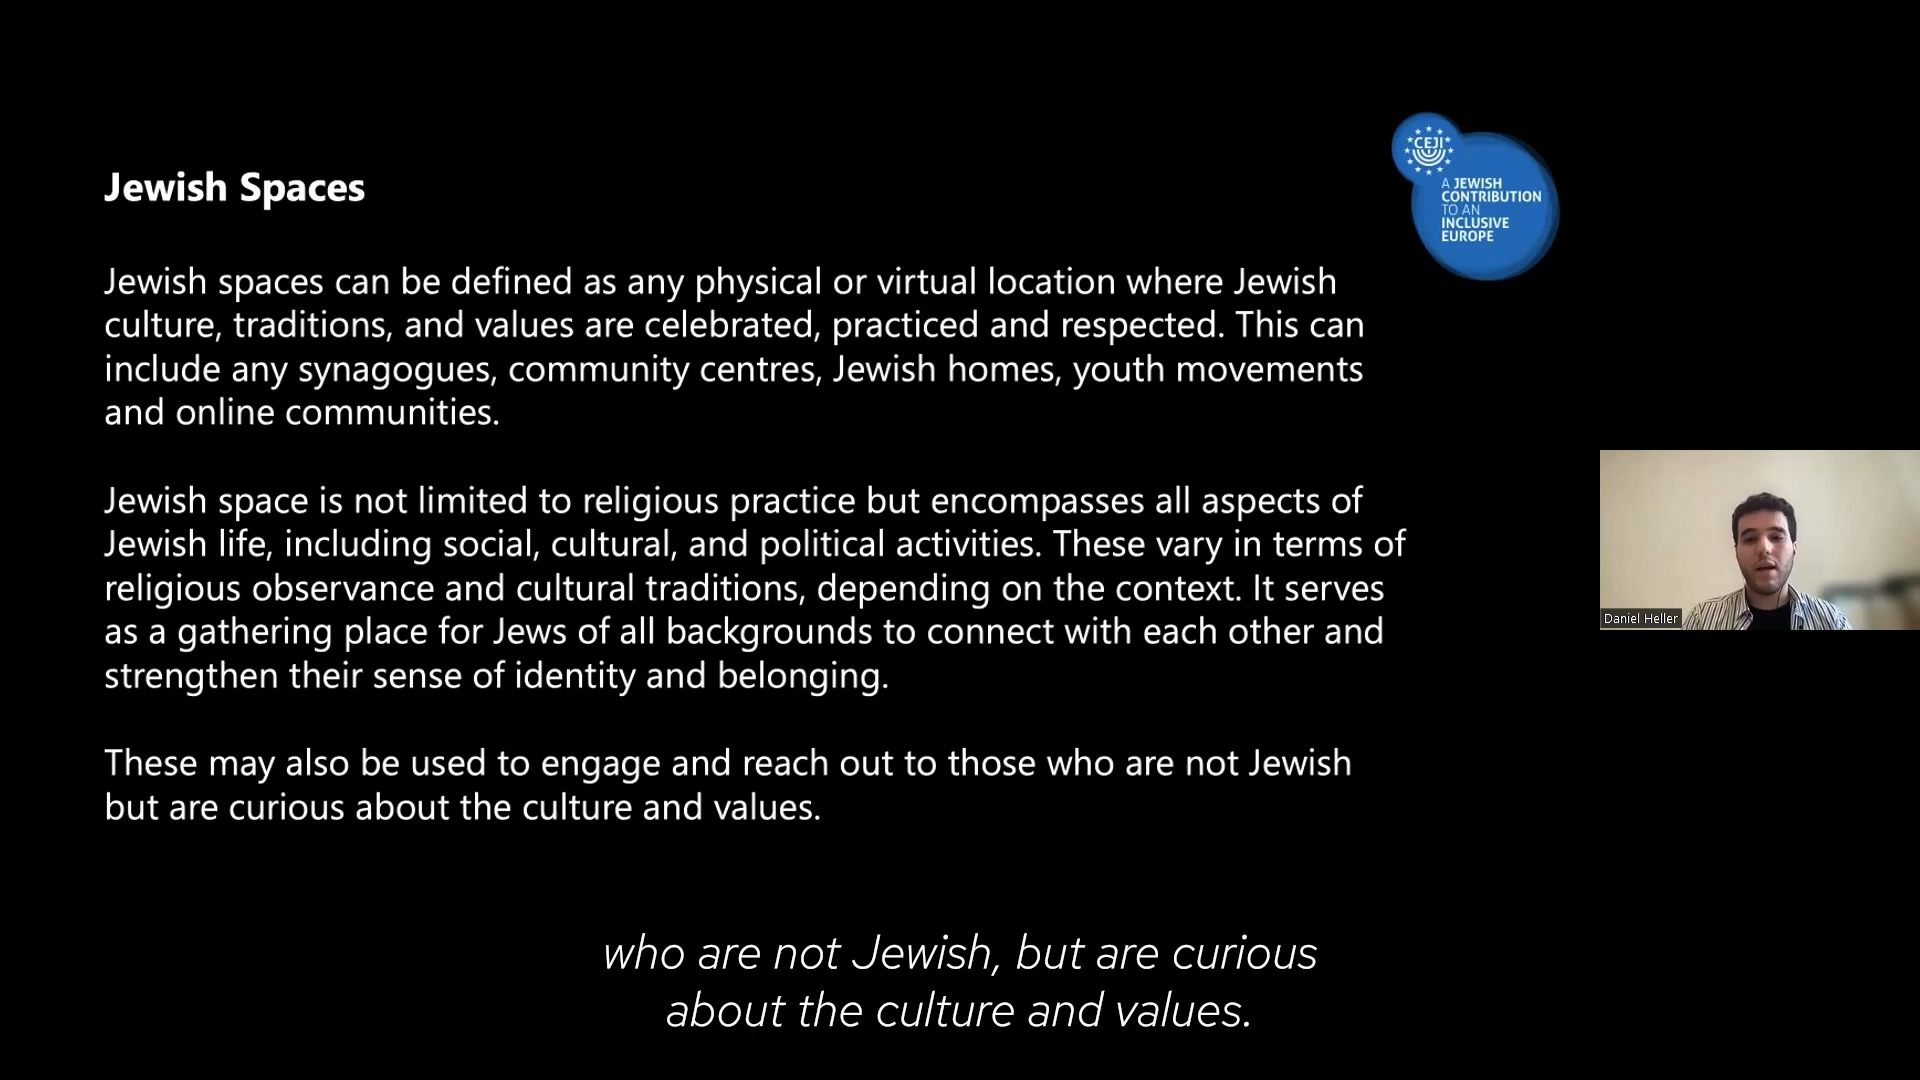 Jewish Spaces
CEJI
A JEWISH
CONTRIBUTION
TO AN
INCLUSIVE
EUROPE
Jewish spaces can be defined as any physical or virtual location where Jewish
culture, traditions, and values are celebrated, practiced and respected. This can
include any synagogues, community centres, Jewish homes, youth movements
and online communities.
Jewish space is not limited to religious practice but encompasses all aspects of
Jewish life, including social, cultural, and political activities. These vary in terms of
religious observance and cultural traditions, depending on the context. It serves
as a gathering place for Jews of all backgrounds to connect with each other and
strengthen their sense of identity and belonging.
Daniel Heller
These may also be used to engage and reach out to those who are not Jewish
but are curious about the culture and values.
who are not Jewish, but are curious
about the culture and values.